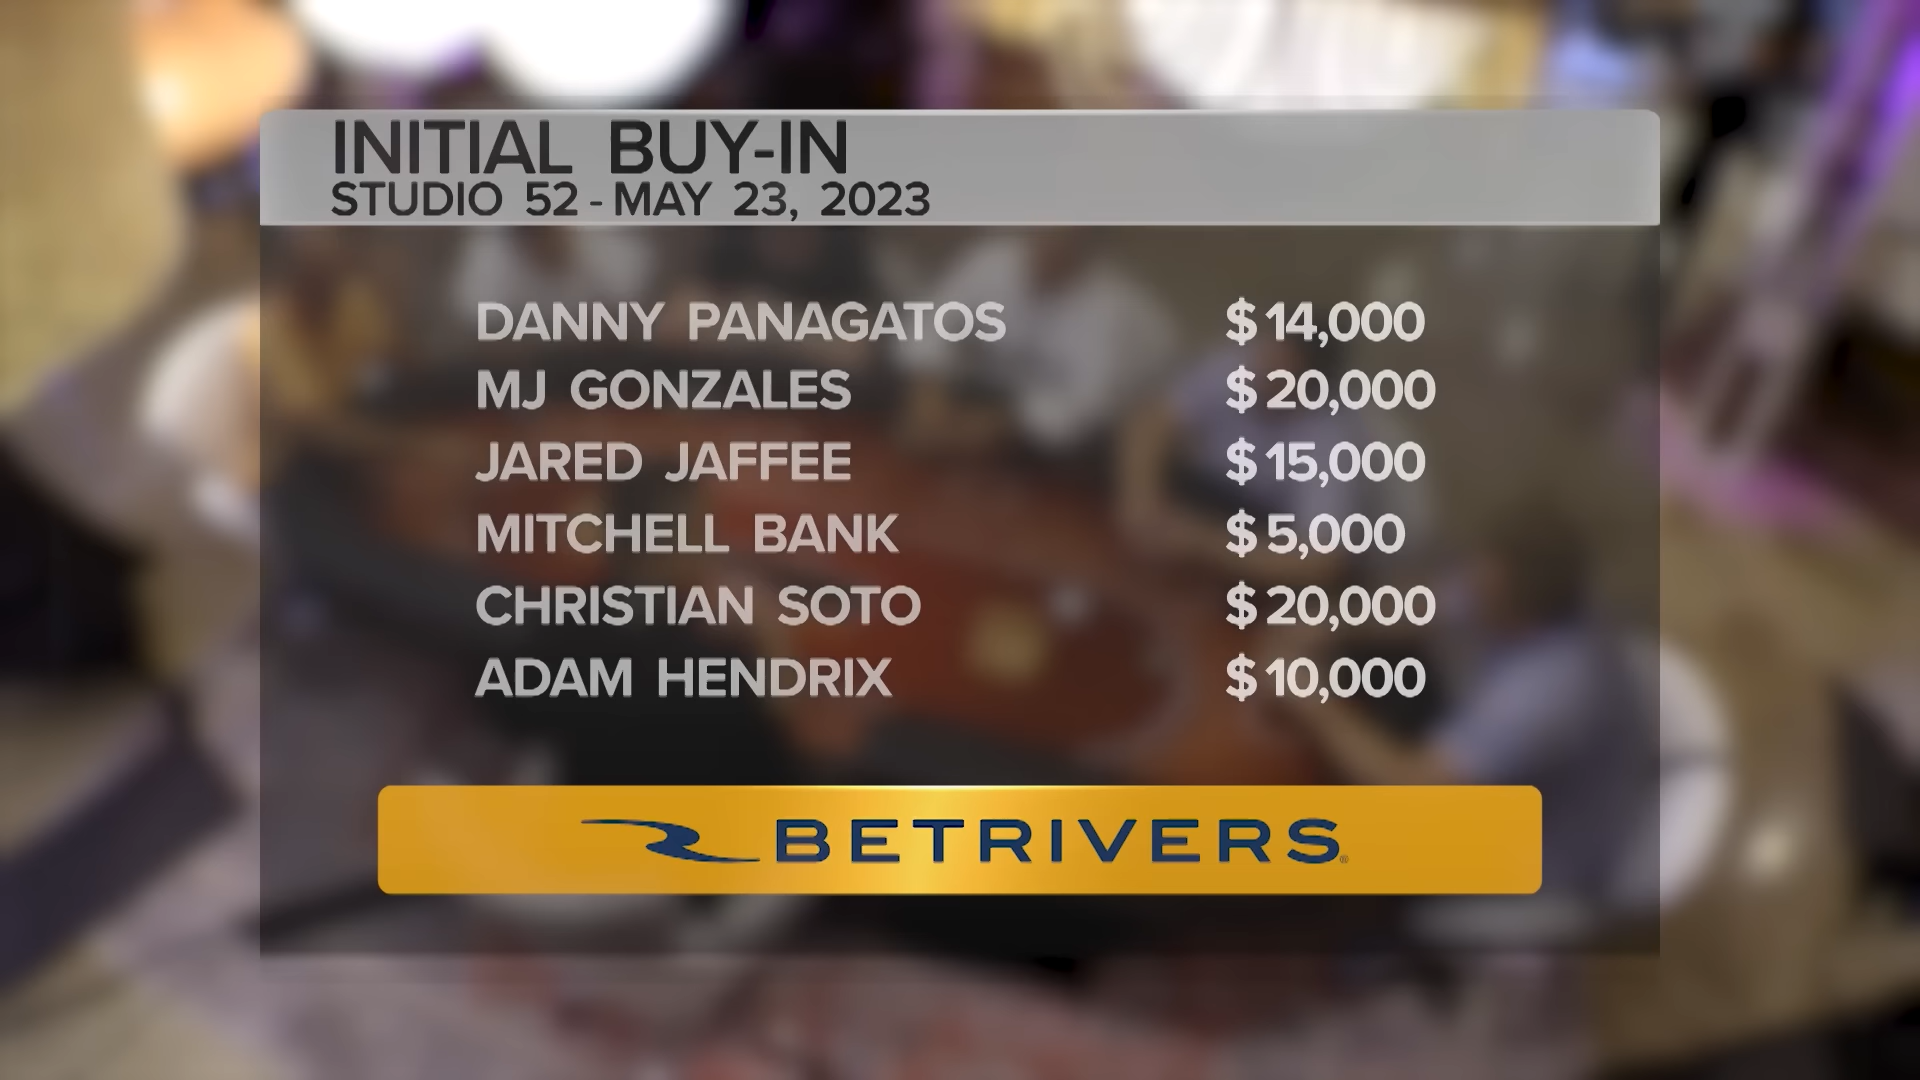 INITIAL BUY-IN
STUDIO 52 - MAY 23, 2023
DANNY PANAGATOS $14,000
MJ GONZALES $20,000
JARED JAFFEE $15,000
MITCHELL BANK $5,000
CHRISTIAN SOTO $20,000
ADAM HENDRIX $10,000
BETRIVERS®